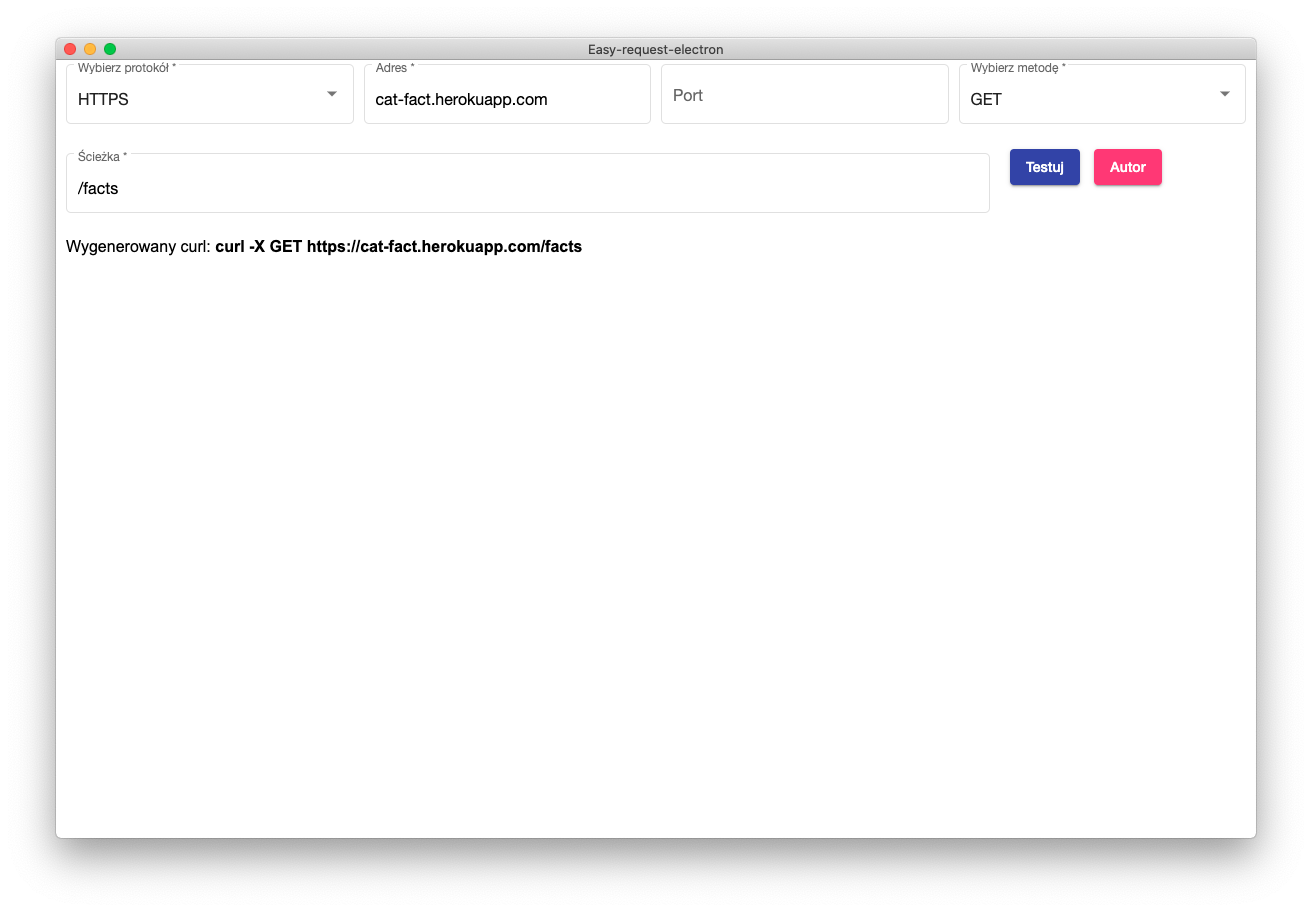 Easy-request-electron
Wybierz protokół *
HTTPS
Adres *
cat-fact.herokuapp.com
Port
Wybierz metodę *
GET
Ścieżka *
/facts
Testuj
Autor
Wygenerowany curl: curl -X GET https://cat-fact.herokuapp.com/facts